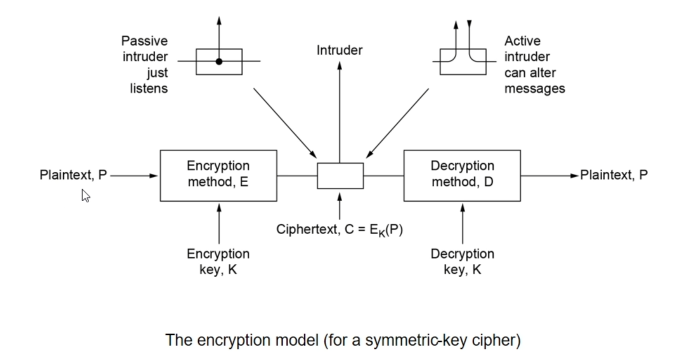 Passive
intruder
just
listens
Intruder
Active
intruder
can alter
messages
Plaintext, P
Encryption
method, E
Decryption
method, D
Plaintext, P
Ciphertext, C = E_K(P)
Encryption
key, K
Decryption
key, K
The encryption model (for a symmetric-key cipher)